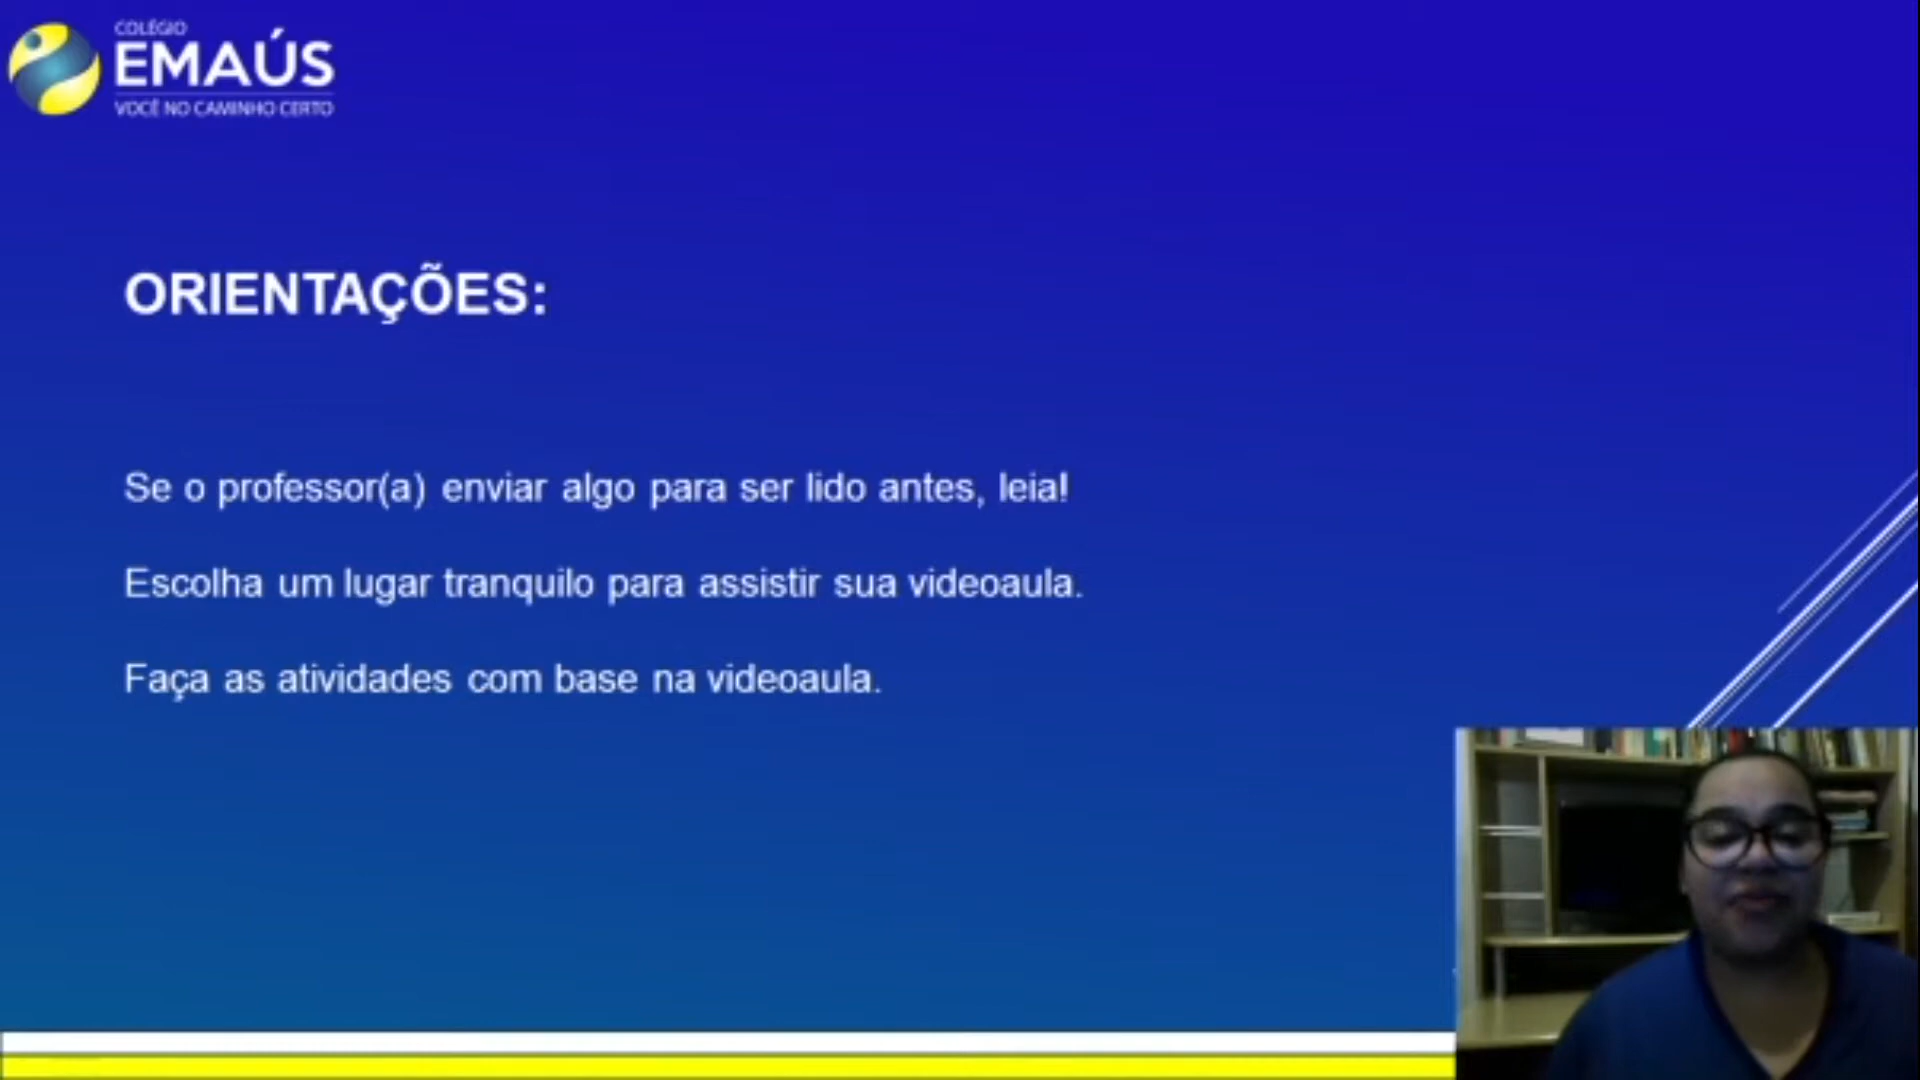 COLÉGIO
EMAÚS
VOCÊ NO CAMINHO CERTO
ORIENTAÇÕES:
Se o professor(a) enviar algo para ser lido antes, leia!
Escolha um lugar tranquilo para assistir sua videoaula.
Faça as atividades com base na videoaula.